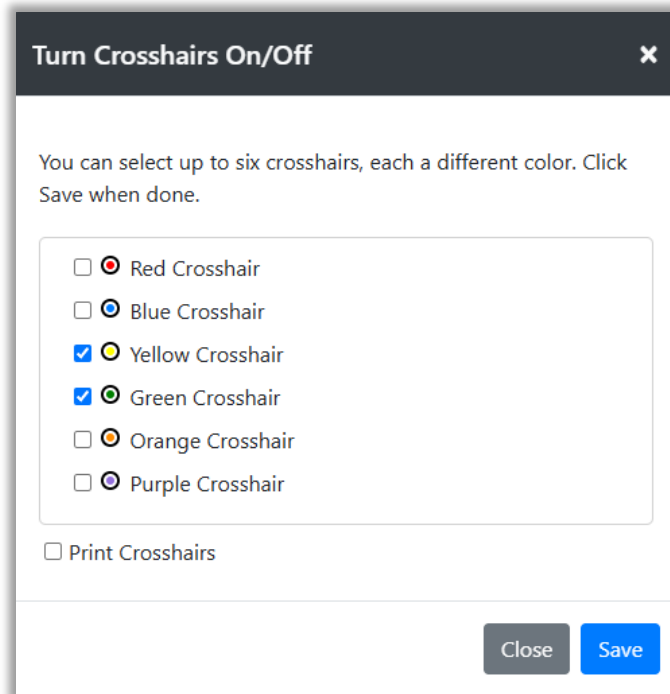 Turn Crosshairs On/Off
You can select up to six crosshairs, each a different color. Click
Save when done.
Red Crosshair
Blue Crosshair
Yellow Crosshair
Green Crosshair
Orange Crosshair
Purple Crosshair
Print Crosshairs
Close Save